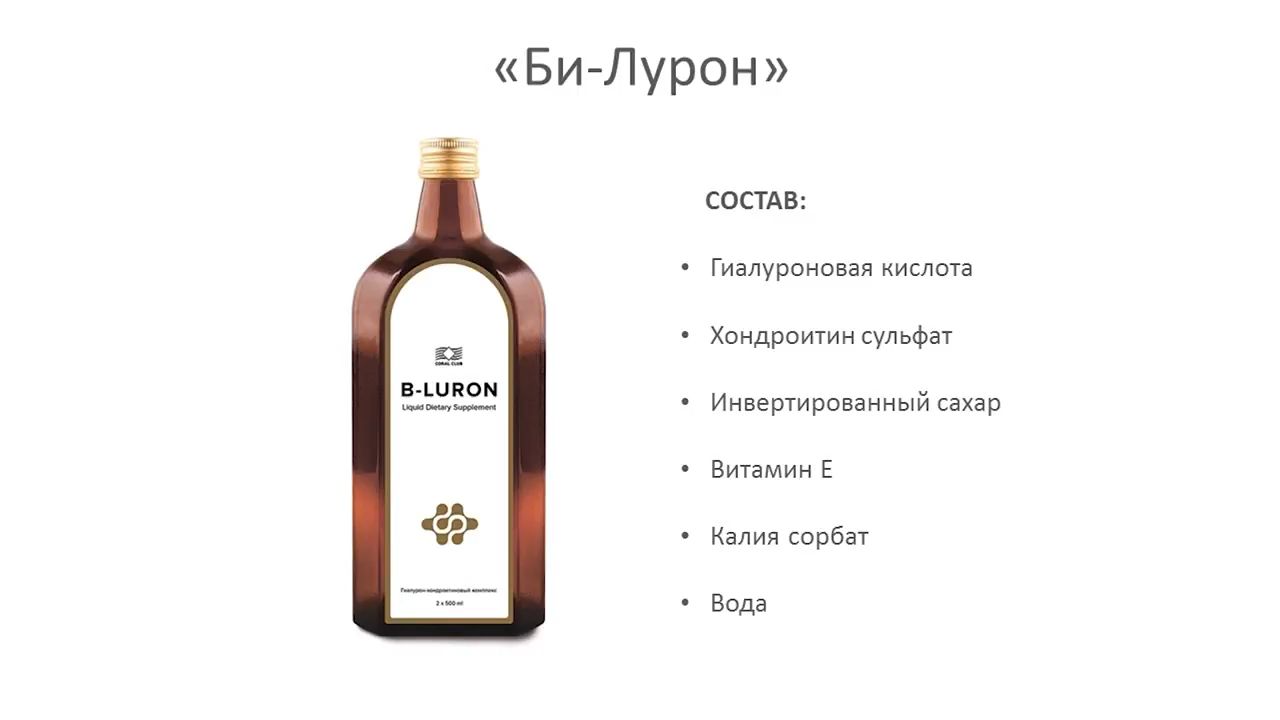 «Би-Лурон»
CORAL CLUB
B-LURON
Liquid Dietary Supplement
Гиалурон-хондроитиновый комплекс
2 x 500 ml
СОСТАВ:
• Гиалуроновая кислота
• Хондроитин сульфат
• Инвертированный сахар
• Витамин Е
• Калия сорбат
• Вода